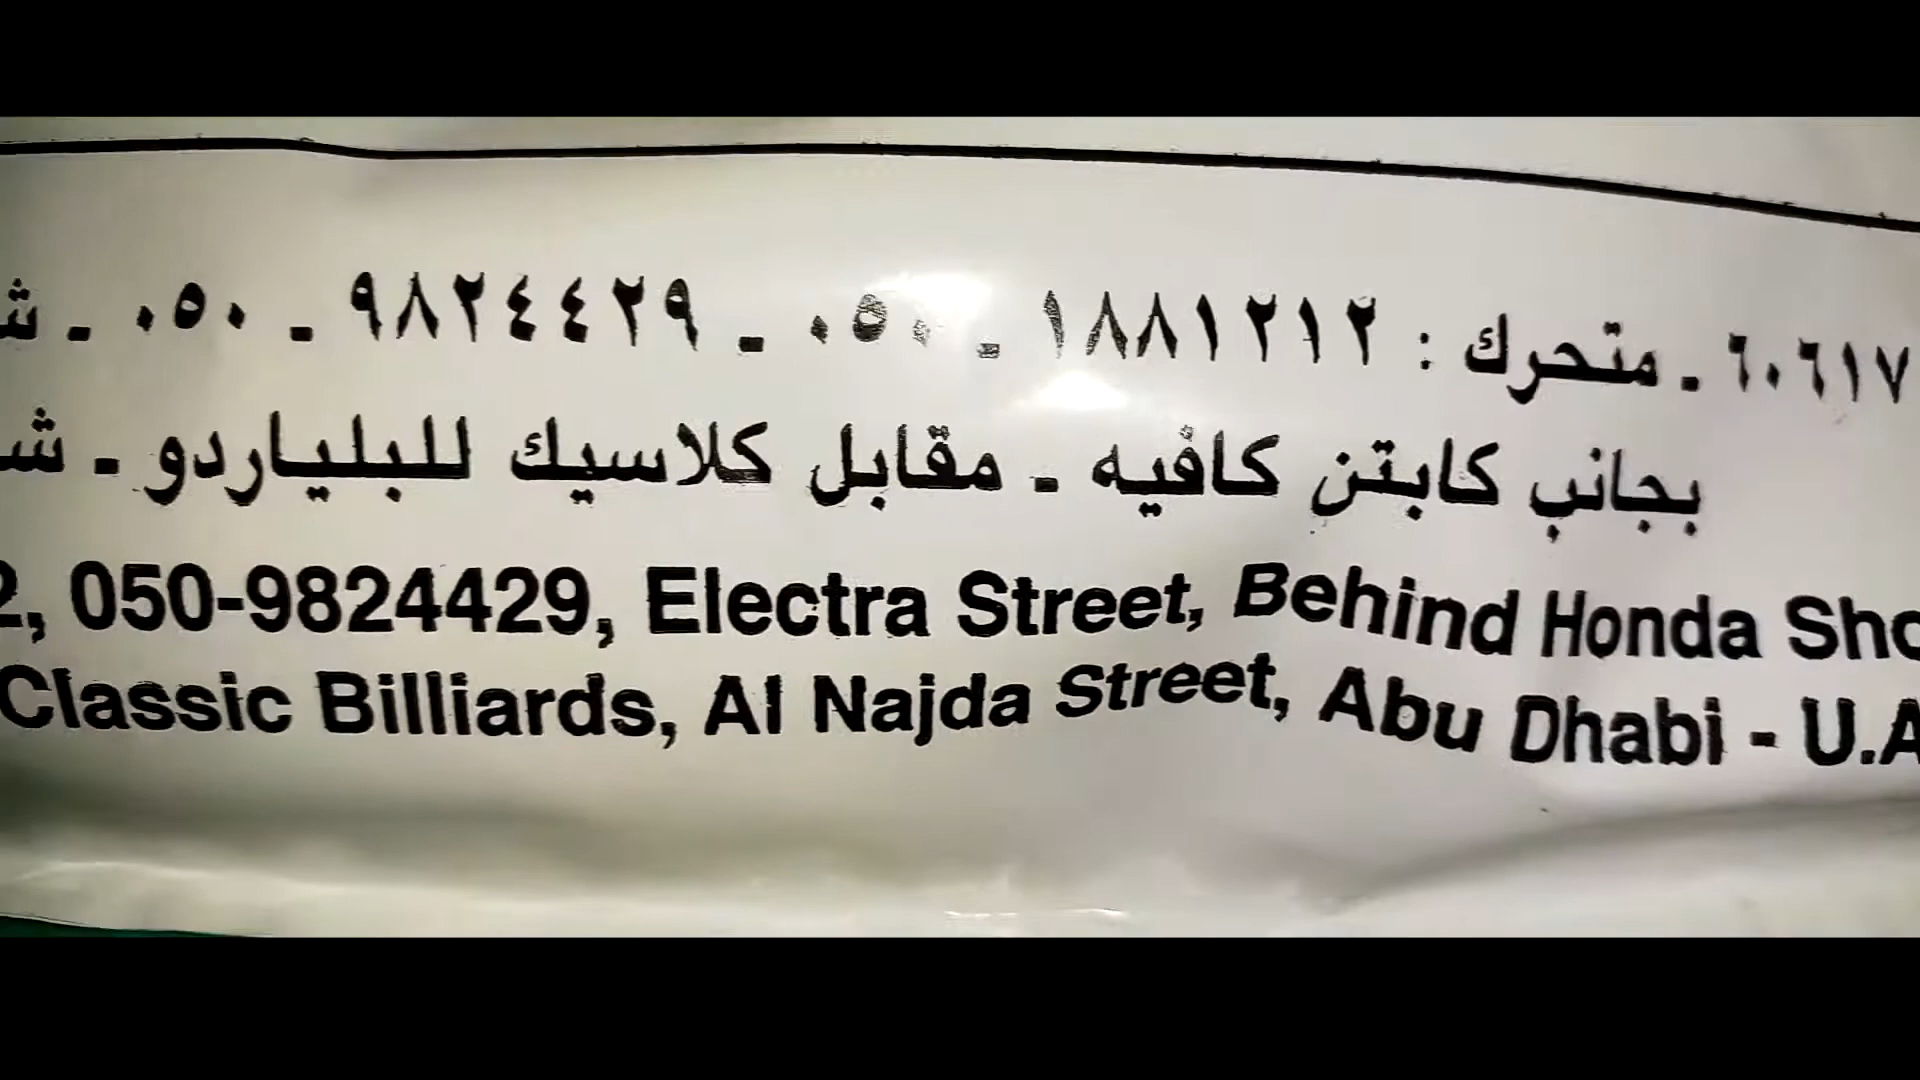 ٦٠٦١٧ ـ متحرك : ١٨٨١٢١٢ ـ ٠٥٠ ـ ٩٨٢٤٤٢٩ ـ ٠٥٠ ـ
بجانب كابتن كافيه ـ مقابل كلاسيك للبلياردو ـ
2, 050-9824429, Electra Street, Behind Honda Sho
Classic Billiards, Al Najda Street, Abu Dhabi - U.A